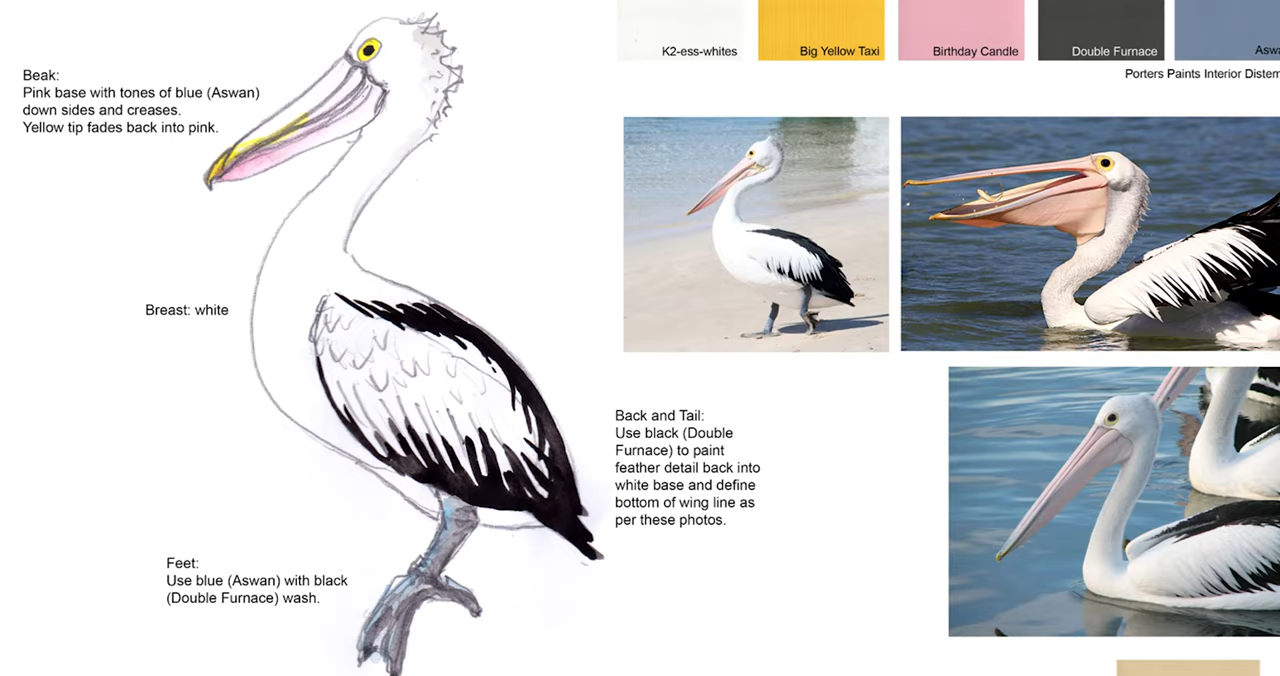 K2-ess-whites
Big Yellow Taxi
Birthday Candle
Double Furnace
Porters Paints Interior
Beak:
Pink base with tones of blue (Aswan)
down sides and creases.
Yellow tip fades back into pink.
Breast: white
Back and Tail:
Use black (Double
Furnace) to paint
feather detail back into
white base and define
bottom of wing line as
per these photos.
Feet:
Use blue (Aswan) with black
(Double Furnace) wash.